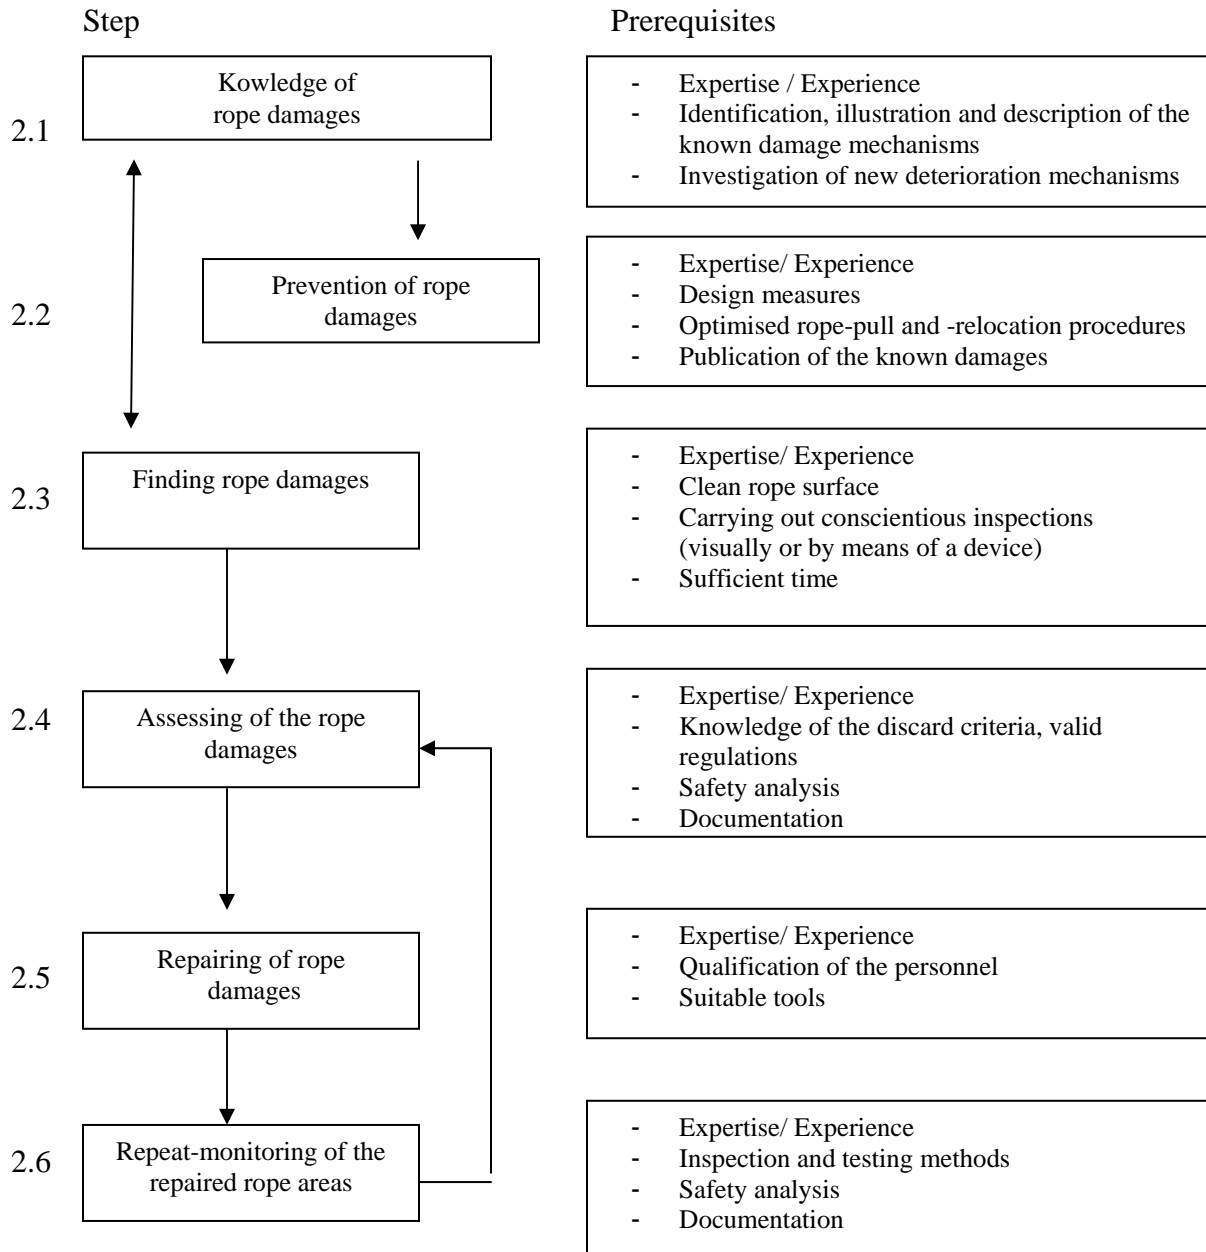 Step
Prerequisites
2.1
Kowledge of
rope damages
- Expertise / Experience
- Identification, illustration and description of the
known damage mechanisms
- Investigation of new deterioration mechanisms
2.2
Prevention of rope
damages
- Expertise/ Experience
- Design measures
- Optimised rope-pull and -relocation procedures
- Publication of the known damages
2.3
Finding rope damages
- Expertise/ Experience
- Clean rope surface
- Carrying out conscientious inspections
(visually or by means of a device)
- Sufficient time
2.4
Assessing of the rope
damages
- Expertise/ Experience
- Knowledge of the discard criteria, valid
regulations
- Safety analysis
- Documentation
2.5
Repairing of rope
damages
- Expertise/ Experience
- Qualification of the personnel
- Suitable tools
2.6
Repeat-monitoring of the
repaired rope areas
- Expertise/ Experience
- Inspection and testing methods
- Safety analysis
- Documentation